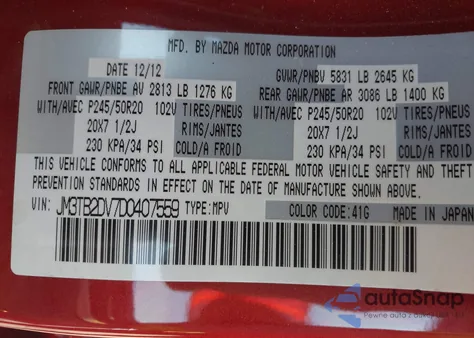 MFD. BY MAZDA MOTOR CORPORATION
DATE 12/12 GVWR/PNBV 5831 LB 2645 KG
FRONT GAWR/PNBE AV 2813 LB 1276 KG REAR GAWR/PNBE AR 3086 LB 1400 KG
WITH/AVEC P245/50R20 102V TIRES/PNEUS WITH/AVEC P245/50R20 102V TIRES/PNEUS
20X7 1/2J RIMS/JANTES 20X7 1/2J RIMS/JANTES
230 KPA/34 PSI COLD/A FROID 230 KPA/34 PSI COLD/A FROID
THIS VEHICLE CONFORMS TO ALL APPLICABLE FEDERAL MOTOR VEHICLE SAFETY AND THEFT
PREVENTION STANDARDS IN EFFECT ON THE DATE OF MANUFACTURE SHOWN ABOVE.
VIN: JM3TB2DV7D0407559 TYPE:MPV COLOR CODE:41G MADE IN JAPAN
autoSnap